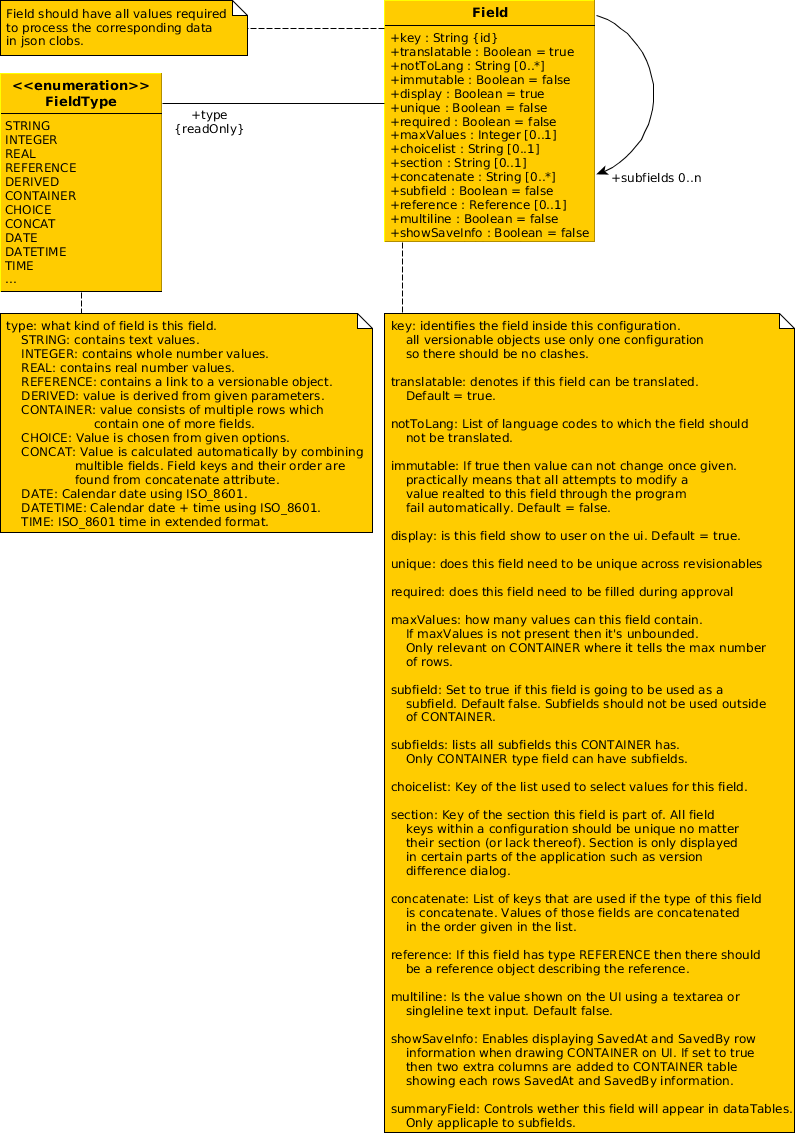 Field should have all values required
to process the corresponding data
in json clobs.
Field
+key : String {id}
+translatable : Boolean = true
+notToLang : String [0..*]
+immutable : Boolean = false
+display : Boolean = true
+unique : Boolean = false
+required : Boolean = false
+maxValues : Integer [0..1]
+choicelist : String [0..1]
+section : String [0..1]
+concatenate : String [0..*]
+subfield : Boolean = false
+reference : Reference [0..1]
+multiline : Boolean = false
+showSaveInfo : Boolean = false
+subfields 0..n
<<enumeration>>
FieldType
STRING
INTEGER
REAL
REFERENCE
DERIVED
CONTAINER
CHOICE
CONCAT
DATE
DATETIME
TIME
...
+type
{readOnly}
type: what kind of field is this field.
STRING: contains text values.
INTEGER: contains whole number values.
REAL: contains real number values.
REFERENCE: contains a link to a versionable object.
DERIVED: value is derived from given parameters.
CONTAINER: value consists of multiple rows which
contain one of more fields.
CHOICE: Value is chosen from given options.
CONCAT: Value is calculated automatically by combining
multible fields. Field keys and their order are
found from concatenate attribute.
DATE: Calendar date using ISO_8601.
DATETIME: Calendar date + time using ISO_8601.
TIME: ISO_8601 time in extended format.
key: identifies the field inside this configuration.
all versionable objects use only one configuration
so there should be no clashes.
translatable: denotes if this field can be translated.
Default = true.
notToLang: List of language codes to which the field should
not be translated.
immutable: If true then value can not change once given.
practically means that all attempts to modify a
value realted to this field through the program
fail automatically. Default = false.
display: is this field show to user on the ui. Default = true.
unique: does this field need to be unique across revisionables
required: does this field need to be filled during approval
maxValues: how many values can this field contain.
If maxValues is not present then it's unbounded.
Only relevant on CONTAINER where it tells the max number
of rows.
subfield: Set to true if this field is going to be used as a
subfield. Default false. Subfields should not be used outside
of CONTAINER.
subfields: lists all subfields this CONTAINER has.
Only CONTAINER type field can have subfields.
choicelist: Key of the list used to select values for this field.
section: Key of the section this field is part of. All field
keys within a configuration should be unique no matter
their section (or lack thereof). Section is only displayed
in certain parts of the application such as version
difference dialog.
concatenate: List of keys that are used if the type of this field
is concatenate. Values of those fields are concatenated
in the order given in the list.
reference: If this field has type REFERENCE then there should
be a reference object describing the reference.
multiline: Is the value shown on the UI using a textarea or
singleline text input. Default false.
showSaveInfo: Enables displaying SavedAt and SavedBy row
information when drawing CONTAINER on UI. If set to true
then two extra columns are added to CONTAINER table
showing each rows SavedAt and SavedBy information.
summaryField: Controls wether this field will appear in dataTables.
Only applicaple to subfields.